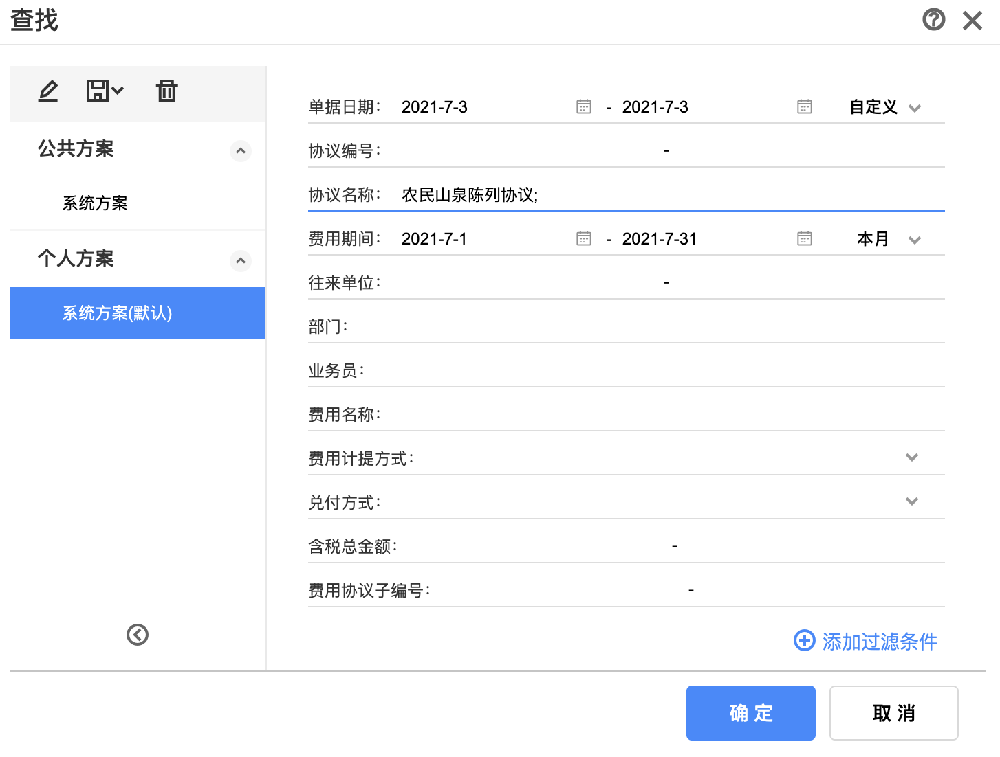 查找
公共方案
系统方案
个人方案
系统方案(默认)
单据日期： 2021-7-3 - 2021-7-3 自定义
协议编号： -
协议名称： 农民山泉陈列协议;
费用期间： 2021-7-1 - 2021-7-31 本月
往来单位： -
部门：
业务员：
费用名称：
费用计提方式：
兑付方式：
含税总金额： -
费用协议子编号： -
添加过滤条件
确定 取消